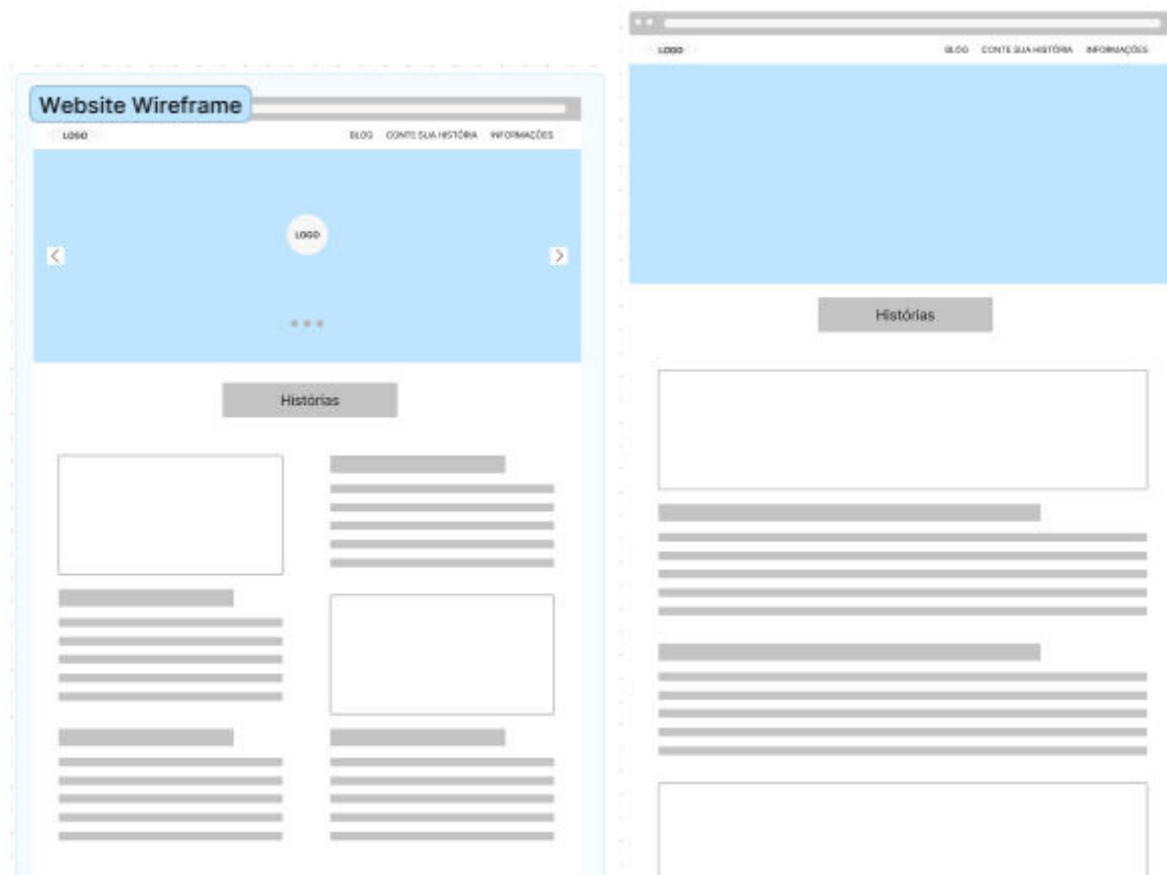 Website Wireframe
LOGO
BLOG CONTE SUA HISTÓRIA INFORMAÇÕES
LOGO
Histórias
LOGO
BLOG CONTE SUA HISTÓRIA INFORMAÇÕES
Histórias